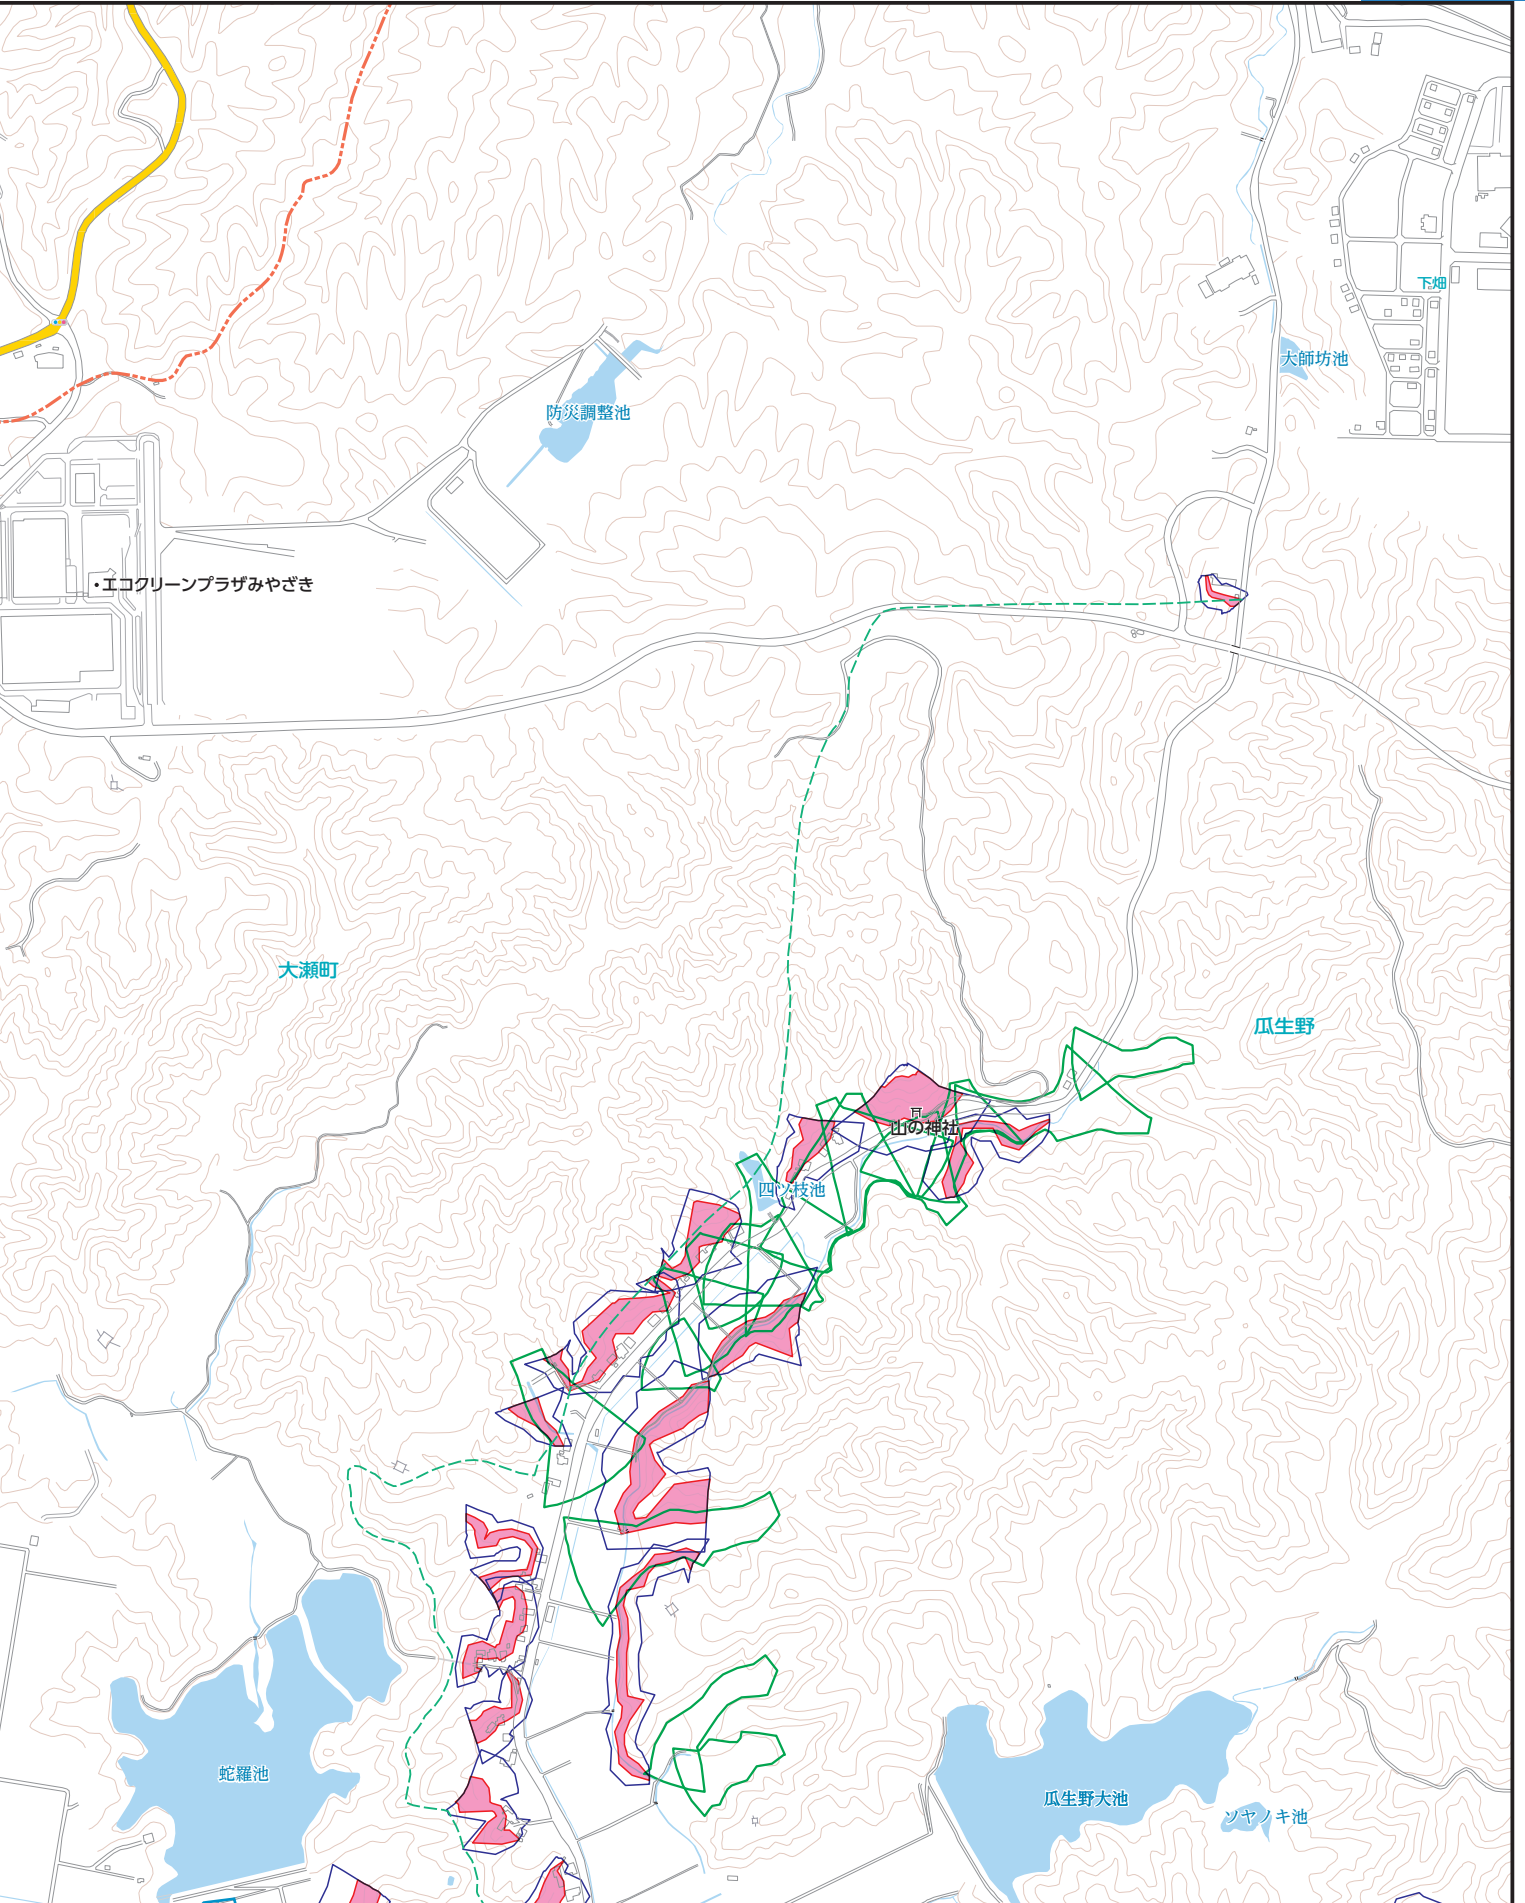 下畑
大師坊池
防災調整池
・エコクリーンプラザみやざき
大瀬町
瓜生野
山の神社
四ツ枝池
蛇羅池
瓜生野大池
ソヤノキ池